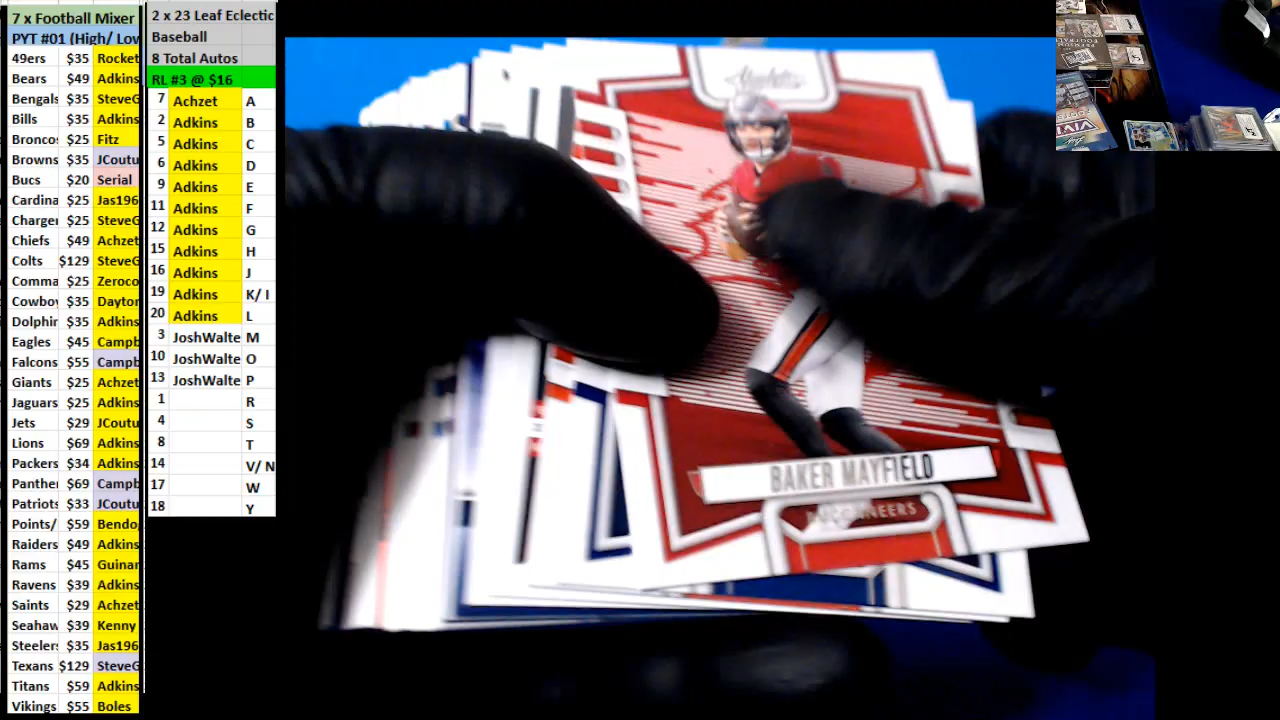 7 x Football Mixer
PYT #01 (High/ Lov
49ers $35 Rocket
Bears $49 Adkins
Bengals $35 SteveG
Bills $35 Adkins
Bronco $25 Fitz
Browns $35 JCoutu
Bucs $20 Serial
Cardina $25 Jas196
Charger $25 SteveG
Chiefs $49 Achzet
Colts $129 SteveG
Comma $25 Zeroco
Cowboy $35 Dayton
Dolphin $35 Adkins
Eagles $45 Campb
Falcons $55 Campb
Giants $25 Achzet
Jaguars $25 Adkins
Jets $29 JCoutu
Lions $69 Adkins
Packers $34 Adkins
Panthe $69 Campb
Patriots $33 JCoutu
Points/ $59 Bendo
Raiders $49 Adkins
Rams $45 Guinar
Ravens $39 Adkins
Saints $29 Achzet
Seahaw $39 Kenny
Steelers $35 Jas196
Texans $129 SteveG
Titans $59 Adkins
Vikings $55 Boles
2 x 23 Leaf Eclectic
Baseball
8 Total Autos
RL #3 @ $16
7 Achzet A
2 Adkins B
5 Adkins C
6 Adkins D
9 Adkins E
11 Adkins F
12 Adkins G
15 Adkins H
16 Adkins J
19 Adkins K/ I
20 Adkins L
3 JoshWalte M
10 JoshWalte O
13 JoshWalte P
1 R
4 S
8 T
14 V/ N
17 W
18 Y
Absolute
BAKER MAYFIELD
BUCCANEERS